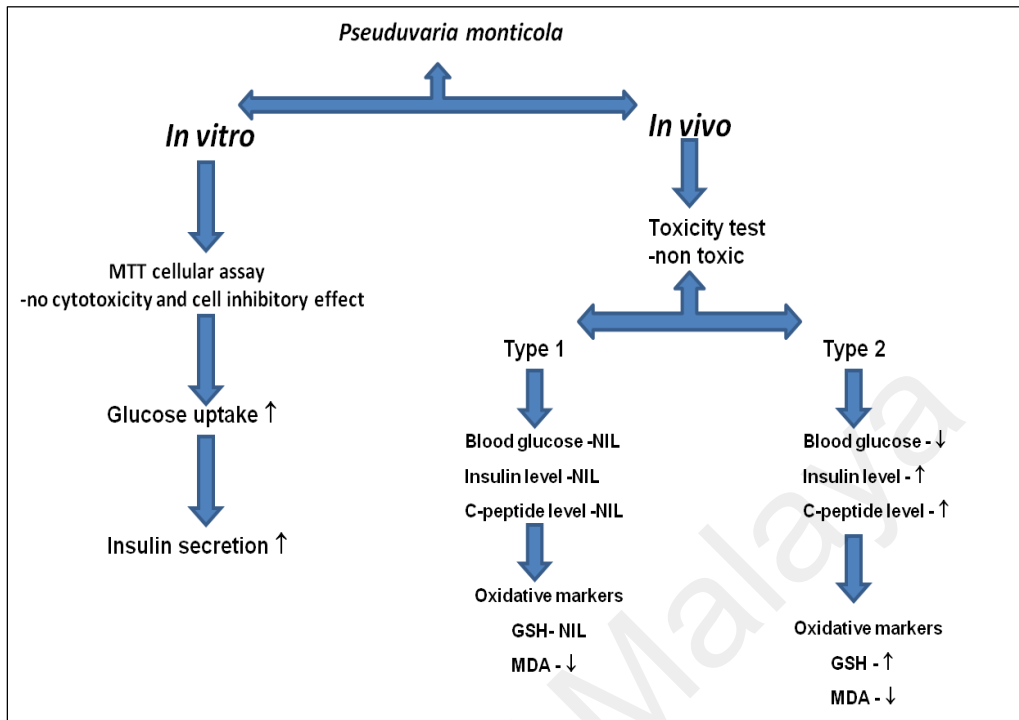 Pseuduvaria monticola
In vitro
MTT cellular assay
-no cytotoxicity and cell inhibitory effect
Glucose uptake ↑
Insulin secretion ↑
In vivo
Toxicity test
-non toxic
Type 1
Blood glucose -NIL
Insulin level -NIL
C-peptide level -NIL
Oxidative markers
GSH- NIL
MDA - ↓
Type 2
Blood glucose - ↓
Insulin level - ↑
C-peptide level - ↑
Oxidative markers
GSH - ↑
MDA - ↓
Malaya